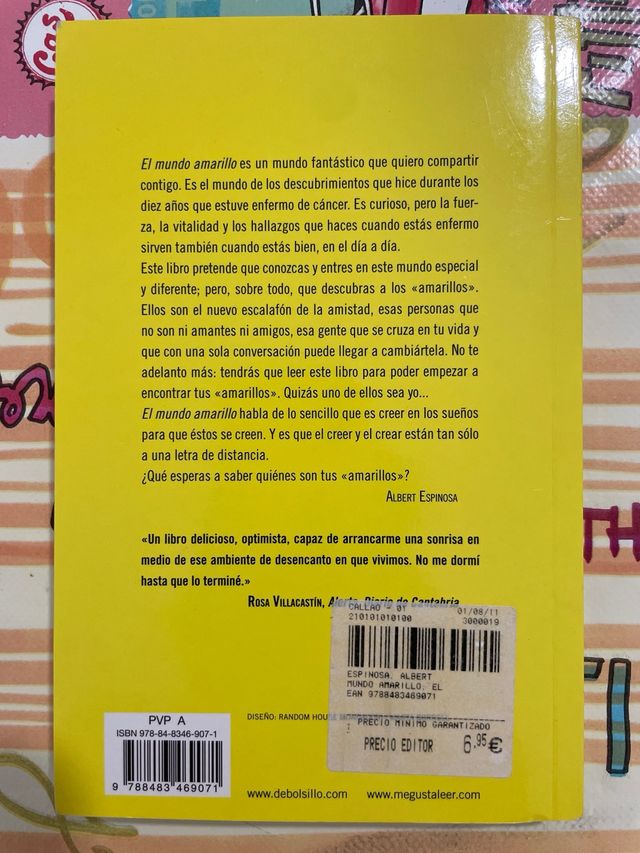 Gas
El mundo amarillo es un mundo fantástico que quiero compartir
contigo. Es el mundo de los descubrimientos que hice durante los
diez años que estuve enfermo de cáncer. Es curioso, pero la fuer-
za, la vitalidad y los hallazgos que haces cuando estás enfermo
sirven también cuando estás bien, en el día a día.
Este libro pretende que conozcas y entres en este mundo especial
y diferente; pero, sobre todo, que descubras a los «amarillos».
Ellos son el nuevo escalafón de la amistad, esas personas que
no son ni amantes ni amigos, esa gente que se cruza en tu vida y
que con una sola conversación puede llegar a cambiártela. No te
adelanto más: tendrás que leer este libro para poder empezar a
encontrar tus «amarillos». Quizás uno de ellos sea yo...
El mundo amarillo habla de lo sencillo que es creer en los sueños
para que éstos se creen. Y es que el creer y el crear están tan sólo
a una letra de distancia.
¿Qué esperas a saber quiénes son tus «amarillos»?
ALBERT ESPINOSA
«Un libro delicioso, optimista, capaz de arrancarme una sonrisa en
medio de ese ambiente de desencanto en que vivimos. No me dormí
hasta que lo terminé.»
ROSA VILLACASTÍN, Alerta. Diario de Cantabria
CALLAO - 01 01/08/11
210101010100 3000019
ESPINOSA, ALBERT
MUNDO AMARILLO, EL
EAN 9788483469071
PRECIO MINIMO GARANTIZADO
PRECIO EDITOR 6,95 €
PVP A
ISBN 978-84-8346-907-1
9 788483 469071
DISEÑO: RANDOM HOUSE
www.debolsillo.com www.megustaleer.com